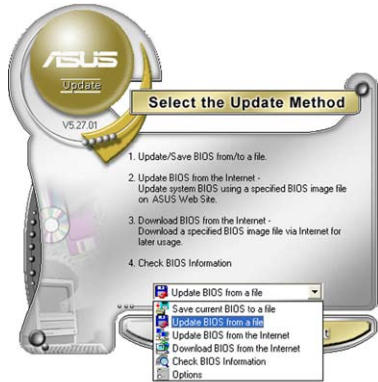 ASUS
Update
V5.27.01
Select the Update Method
1. Update/Save BIOS from/to a file.
2. Update BIOS from the Internet -
Update system BIOS using a specified BIOS image file
on ASUS Web Site.
3. Download BIOS from the Internet -
Download a specified BIOS image file via Internet for
later usage.
4. Check BIOS Information
Update BIOS from a file
Save current BIOS to a file
Update BIOS from a file
Update BIOS from the Internet
Download BIOS from the Internet
Check BIOS Information
Options